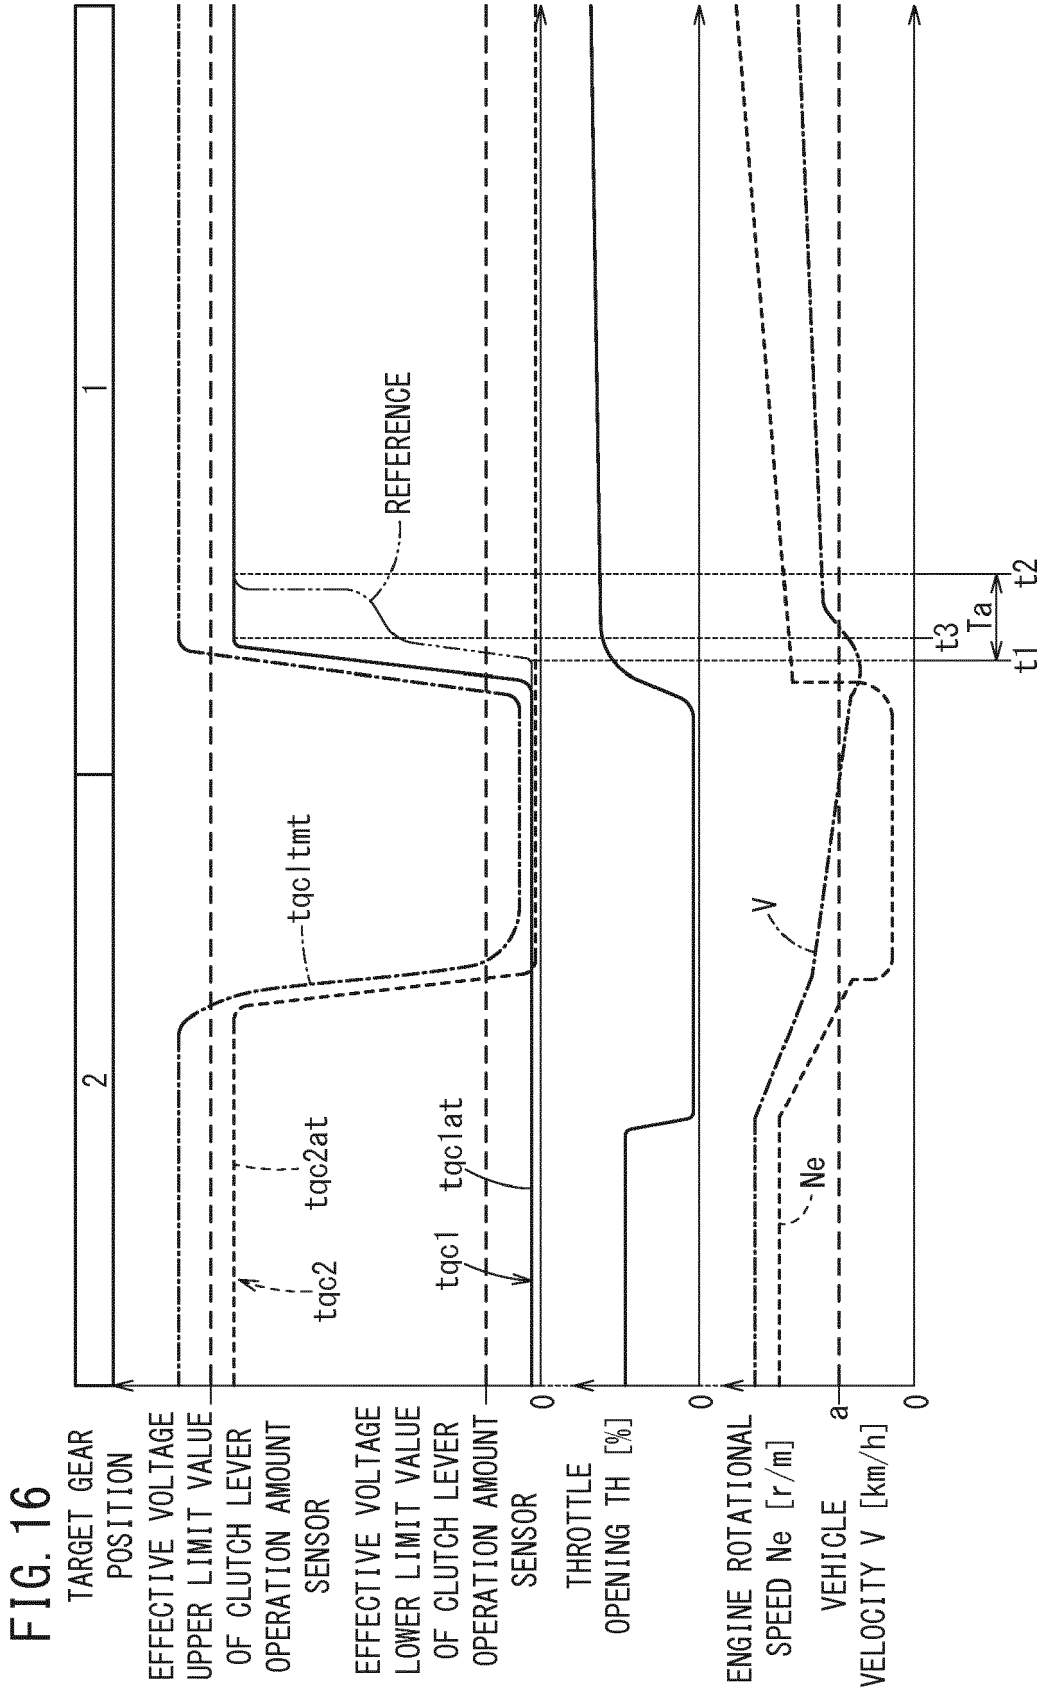 FIG. 16
TARGET GEAR
POSITION
2
1
EFFECTIVE VOLTAGE
UPPER LIMIT VALUE
OF CLUTCH LEVER
OPERATION AMOUNT
SENSOR
EFFECTIVE VOLTAGE
LOWER LIMIT VALUE
OF CLUTCH LEVER
OPERATION AMOUNT
SENSOR
0
tqc2
tqc2at
tqcltmt
REFERENCE
tqc1
tqc1at
THROTTLE
OPENING TH [%]
0
ENGINE ROTATIONAL
SPEED Ne [r/m]
VEHICLE
VELOCITY V [km/h]
a
0
Ne
V
t3
Ta
t1
t2